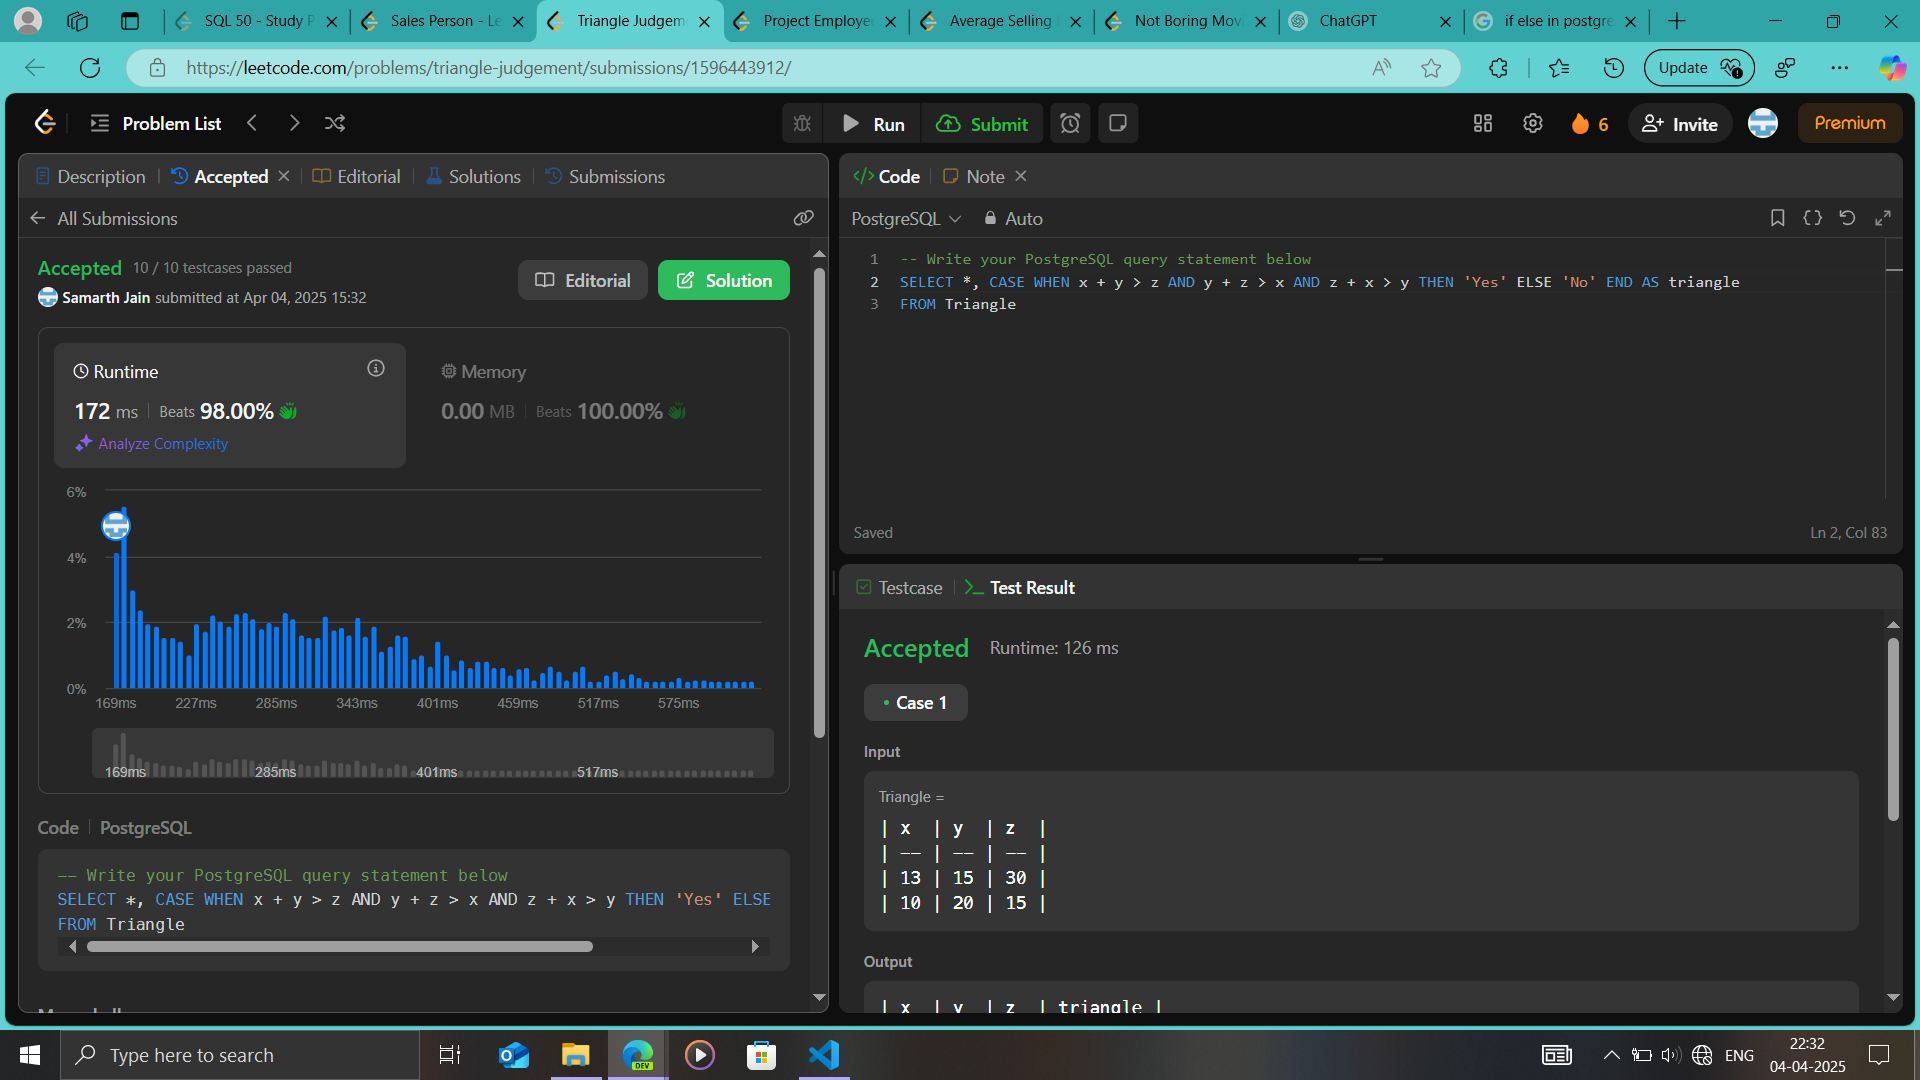 SQL 50 - Study P
Sales Person - Le
Triangle Judgeme
Project Employee
Average Selling
Not Boring Mov
ChatGPT
if else in postgre
https://leetcode.com/problems/triangle-judgement/submissions/1596443912/
Update
Problem List
Run
Submit
6
Invite
Premium
Description
Accepted
Editorial
Solutions
Submissions
All Submissions
Accepted 10 / 10 testcases passed
Samarth Jain submitted at Apr 04, 2025 15:32
Editorial
Solution
Runtime
172 ms Beats 98.00%
Analyze Complexity
Memory
0.00 MB Beats 100.00%
6%
4%
2%
0%
169ms 227ms 285ms 343ms 401ms 459ms 517ms 575ms
169ms 285ms 401ms 517ms
Code PostgreSQL
-- Write your PostgreSQL query statement below
SELECT *, CASE WHEN x + y > z AND y + z > x AND z + x > y THEN 'Yes' ELSE
FROM Triangle
Code
Note
PostgreSQL
Auto
1 -- Write your PostgreSQL query statement below
2 SELECT *, CASE WHEN x + y > z AND y + z > x AND z + x > y THEN 'Yes' ELSE 'No' END AS triangle
3 FROM Triangle
Saved
Ln 2, Col 83
Testcase
Test Result
Accepted Runtime: 126 ms
Case 1
Input
Triangle =
| x | y | z |
| -- | -- | -- |
| 13 | 15 | 30 |
| 10 | 20 | 15 |
Output
| x | y | z | triangle |
Type here to search
DEV
ENG
22:32
04-04-2025